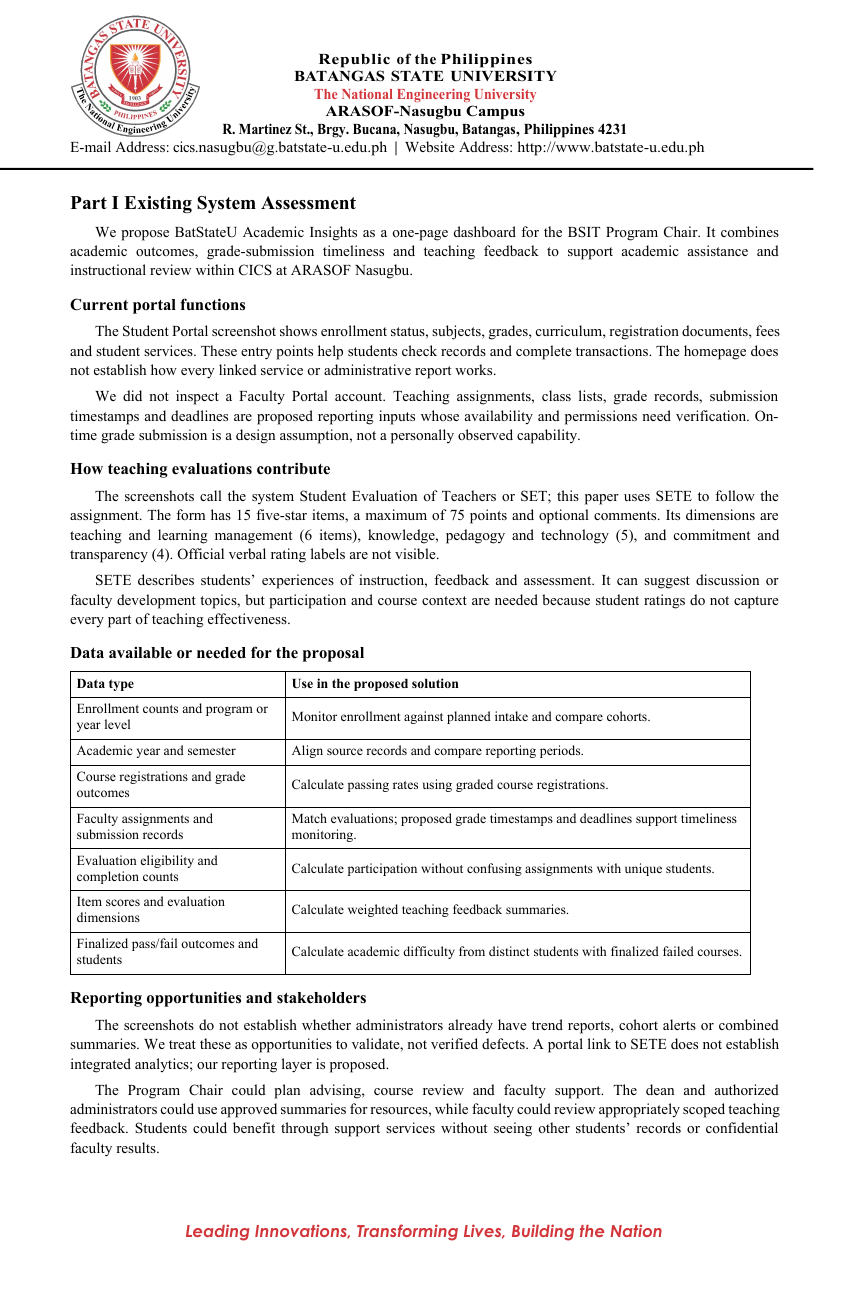 BATANGAS STATE UNIVERSITY
The National Engineering University
1903
PHILIPPINES
Republic of the Philippines
BATANGAS STATE UNIVERSITY
The National Engineering University
ARASOF-Nasugbu Campus
R. Martinez St., Brgy. Bucana, Nasugbu, Batangas, Philippines 4231
E-mail Address: cics.nasugbu@g.batstate-u.edu.ph | Website Address: http://www.batstate-u.edu.ph
Part I Existing System Assessment
We propose BatStateU Academic Insights as a one-page dashboard for the BSIT Program Chair. It combines
academic outcomes, grade-submission timeliness and teaching feedback to support academic assistance and
instructional review within CICS at ARASOF Nasugbu.
Current portal functions
The Student Portal screenshot shows enrollment status, subjects, grades, curriculum, registration documents, fees
and student services. These entry points help students check records and complete transactions. The homepage does
not establish how every linked service or administrative report works.
We did not inspect a Faculty Portal account. Teaching assignments, class lists, grade records, submission
timestamps and deadlines are proposed reporting inputs whose availability and permissions need verification. On-
time grade submission is a design assumption, not a personally observed capability.
How teaching evaluations contribute
The screenshots call the system Student Evaluation of Teachers or SET; this paper uses SETE to follow the
assignment. The form has 15 five-star items, a maximum of 75 points and optional comments. Its dimensions are
teaching and learning management (6 items), knowledge, pedagogy and technology (5), and commitment and
transparency (4). Official verbal rating labels are not visible.
SETE describes students’ experiences of instruction, feedback and assessment. It can suggest discussion or
faculty development topics, but participation and course context are needed because student ratings do not capture
every part of teaching effectiveness.
Data available or needed for the proposal
Data type
Use in the proposed solution
Enrollment counts and program or
year level
Monitor enrollment against planned intake and compare cohorts.
Academic year and semester
Align source records and compare reporting periods.
Course registrations and grade
outcomes
Calculate passing rates using graded course registrations.
Faculty assignments and
submission records
Match evaluations; proposed grade timestamps and deadlines support timeliness
monitoring.
Evaluation eligibility and
completion counts
Calculate participation without confusing assignments with unique students.
Item scores and evaluation
dimensions
Calculate weighted teaching feedback summaries.
Finalized pass/fail outcomes and
students
Calculate academic difficulty from distinct students with finalized failed courses.
Reporting opportunities and stakeholders
The screenshots do not establish whether administrators already have trend reports, cohort alerts or combined
summaries. We treat these as opportunities to validate, not verified defects. A portal link to SETE does not establish
integrated analytics; our reporting layer is proposed.
The Program Chair could plan advising, course review and faculty support. The dean and authorized
administrators could use approved summaries for resources, while faculty could review appropriately scoped teaching
feedback. Students could benefit through support services without seeing other students’ records or confidential
faculty results.
Leading Innovations, Transforming Lives, Building the Nation